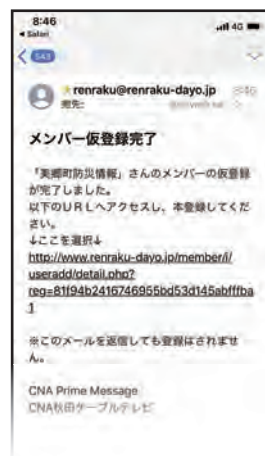 8:46
4G
◀ Safari
543
renraku@renraku-dayo.jp 8:46
宛先:
メンバー仮登録完了
「美郷町防災情報」さんのメンバーの仮登録
が完了しました。
以下のURLへアクセスし、本登録してくだ
さい。
↓ここを選択↓
http://www.renraku-dayo.jp/member/i/
useradd/detail.php?
reg=81f94b2416746955bd53d145abfffba
1
※このメールを返信しても登録はされませ
ん。
CNA Prime Message
CNA秋田ケーブルテレビ